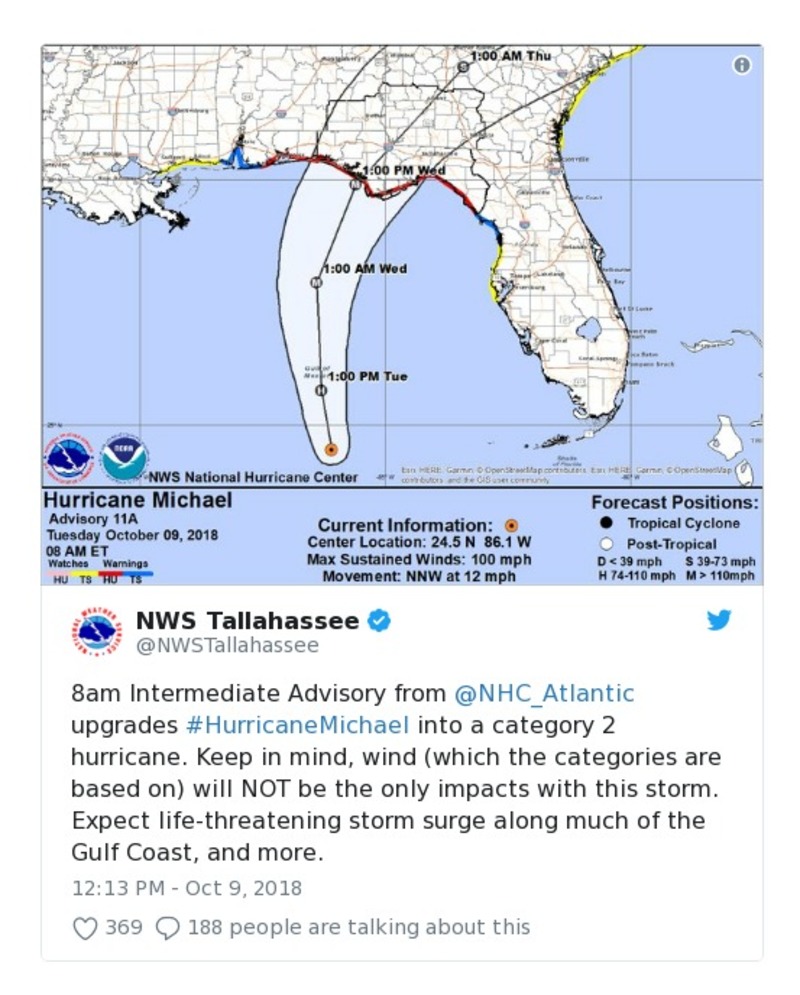 1:00 AM Thu
1:00 PM Wed
1:00 AM Wed
1:00 PM Tue
NWS National Hurricane Center
Esri, HERE, Garmin, © OpenStreetMap contributors, Esri, HERE, Garmin, © OpenStreetMap
contributors, and the GIS user community
Hurricane Michael
Advisory 11A
Tuesday October 09, 2018
08 AM ET
Watches Warnings
HU TS HU TS
Current Information:
Center Location: 24.5 N 86.1 W
Max Sustained Winds: 100 mph
Movement: NNW at 12 mph
Forecast Positions:
Tropical Cyclone
Post-Tropical
D < 39 mph S 39-73 mph
H 74-110 mph M > 110mph
NWS Tallahassee
@NWSTallahassee
8am Intermediate Advisory from @NHC_Atlantic
upgrades #HurricaneMichael into a category 2
hurricane. Keep in mind, wind (which the categories are
based on) will NOT be the only impacts with this storm.
Expect life-threatening storm surge along much of the
Gulf Coast, and more.
12:13 PM - Oct 9, 2018
369 188 people are talking about this